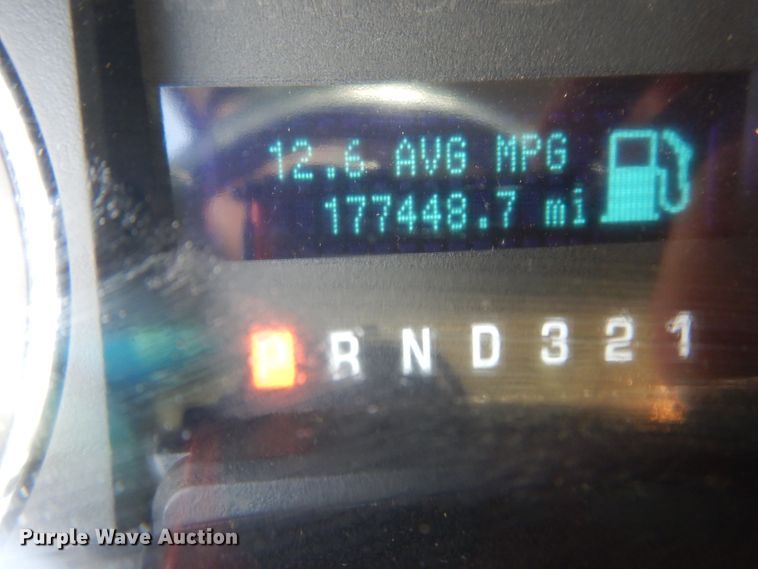 12.6 AVG MPG
177448.7 mi
P R N D 3 2 1
Purple Wave Auction